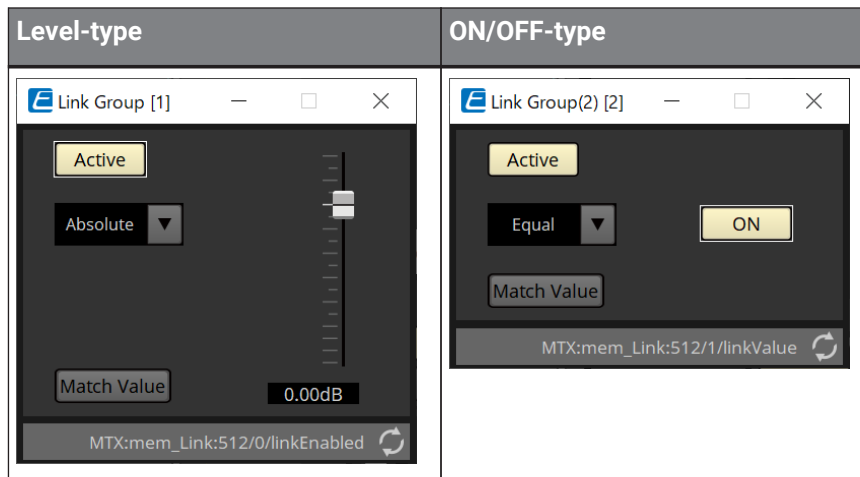 Level-type
ON/OFF-type
Link Group [1]
Active
Absolute
Match Value
0.00dB
MTX:mem_Link:512/0/linkEnabled
Link Group(2) [2]
Active
Equal
ON
Match Value
MTX:mem_Link:512/1/linkValue